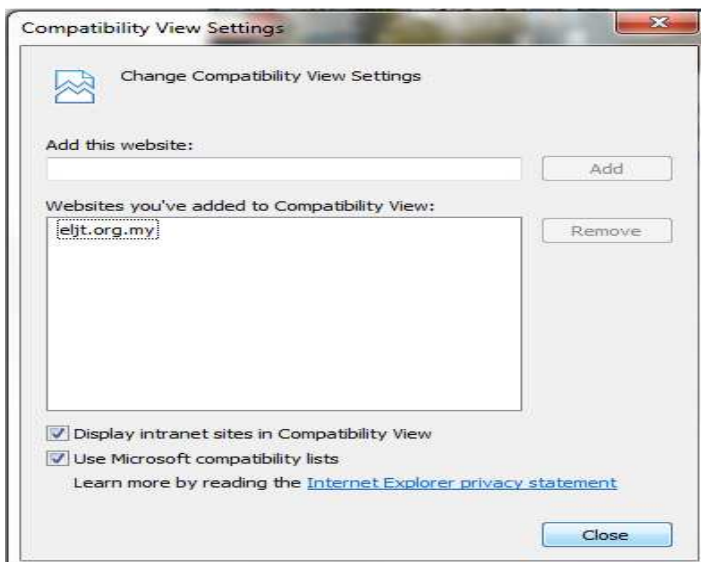 Compatibility View Settings
Change Compatibility View Settings
Add this website:
Add
Websites you've added to Compatibility View:
eljt.org.my
Remove
Display intranet sites in Compatibility View
Use Microsoft compatibility lists
Learn more by reading the Internet Explorer privacy statement
Close